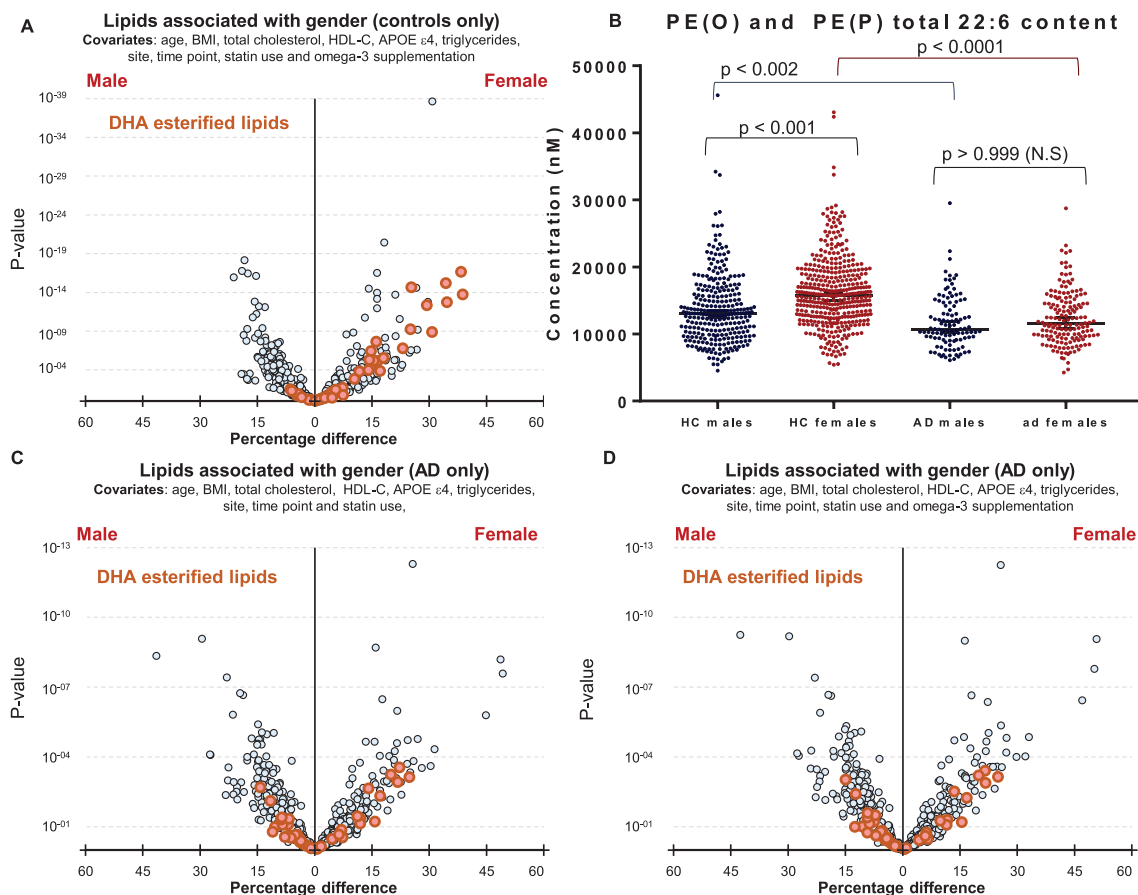 A
Lipids associated with gender (controls only)
Covariates: age, BMI, total cholesterol, HDL-C, APOE ε4, triglycerides,
site, time point, statin use and omega-3 supplementation
Male
Female
DHA esterified lipids
P-value
10-39
10-34
10-29
10-24
10-19
10-14
10-09
10-04
60 45 30 15 0 15 30 45 60
Percentage difference
B
PE(O) and PE(P) total 22:6 content
p < 0.0001
p < 0.002
p < 0.001
p > 0.999 (N.S)
Concentration (nM)
50000
40000
30000
20000
10000
0
HC males HC females AD males ad females
C
Lipids associated with gender (AD only)
Covariates: age, BMI, total cholesterol, HDL-C, APOE ε4, triglycerides,
site, time point and statin use,
Male
Female
DHA esterified lipids
P-value
10-13
10-10
10-07
10-04
10-01
60 45 30 15 0 15 30 45 60
Percentage difference
D
Lipids associated with gender (AD only)
Covariates: age, BMI, total cholesterol, HDL-C, APOE ε4, triglycerides,
site, time point, statin use and omega-3 supplementation
Male
Female
DHA esterified lipids
P-value
10-13
10-10
10-07
10-04
10-01
60 45 30 15 0 15 30 45 60
Percentage difference